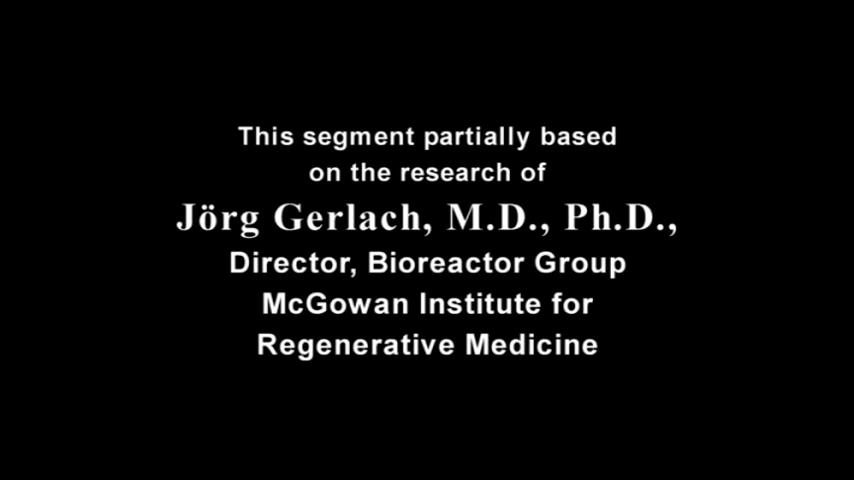 This segment partially based
on the research of
Jörg Gerlach, M.D., Ph.D.,
Director, Bioreactor Group
McGowan Institute for
Regenerative Medicine